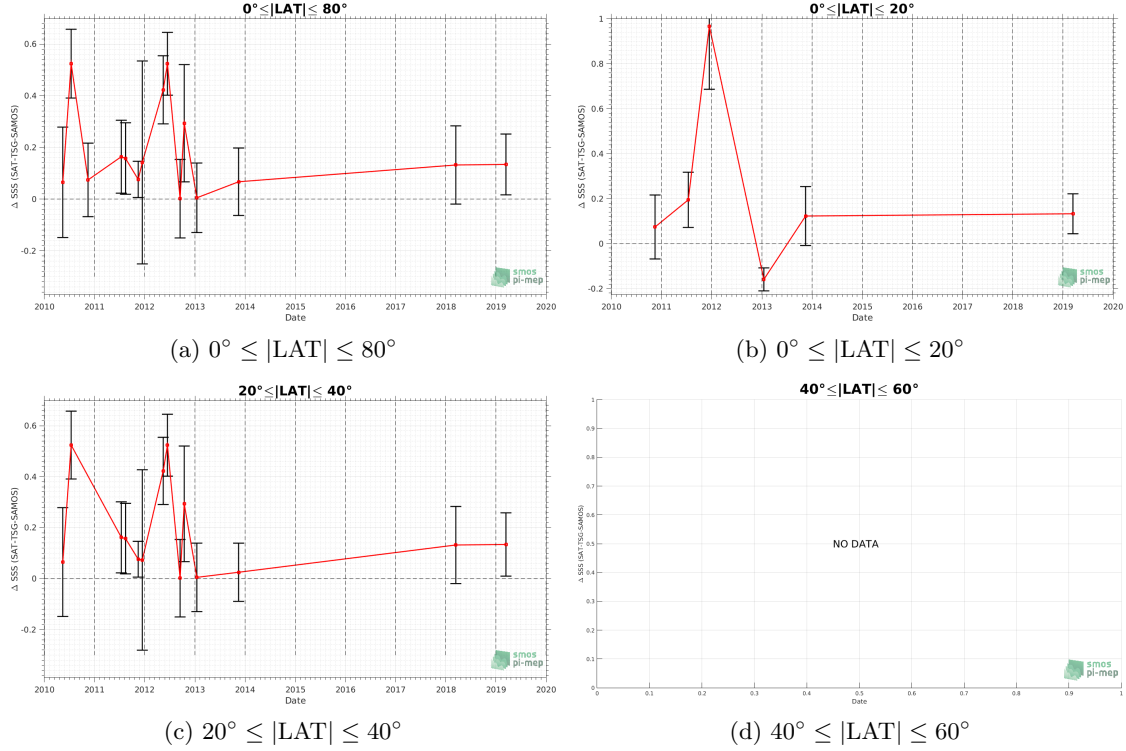 0°≤|LAT|≤ 80°
Δ SSS (SAT-TSG-SAMOS)
0.6
0.4
0.2
0
-0.2
2010 2011 2012 2013 2014 2015 2016 2017 2018 2019 2020
Date
smos
pi-mep
(a) 0° ≤ |LAT| ≤ 80°
0°≤|LAT|≤ 20°
Δ SSS (SAT-TSG-SAMOS)
1
0.8
0.6
0.4
0.2
0
-0.2
2010 2011 2012 2013 2014 2015 2016 2017 2018 2019 2020
Date
smos
pi-mep
(b) 0° ≤ |LAT| ≤ 20°
20°≤|LAT|≤ 40°
Δ SSS (SAT-TSG-SAMOS)
0.6
0.4
0.2
0
-0.2
2010 2011 2012 2013 2014 2015 2016 2017 2018 2019 2020
Date
smos
pi-mep
(c) 20° ≤ |LAT| ≤ 40°
40°≤|LAT|≤ 60°
Δ SSS (SAT-TSG-SAMOS)
1
0.9
0.8
0.7
0.6
0.5
0.4
0.3
0.2
0.1
0
NO DATA
0 0.1 0.2 0.3 0.4 0.5 0.6 0.7 0.8 0.9 1
Date
smos
pi-mep
(d) 40° ≤ |LAT| ≤ 60°